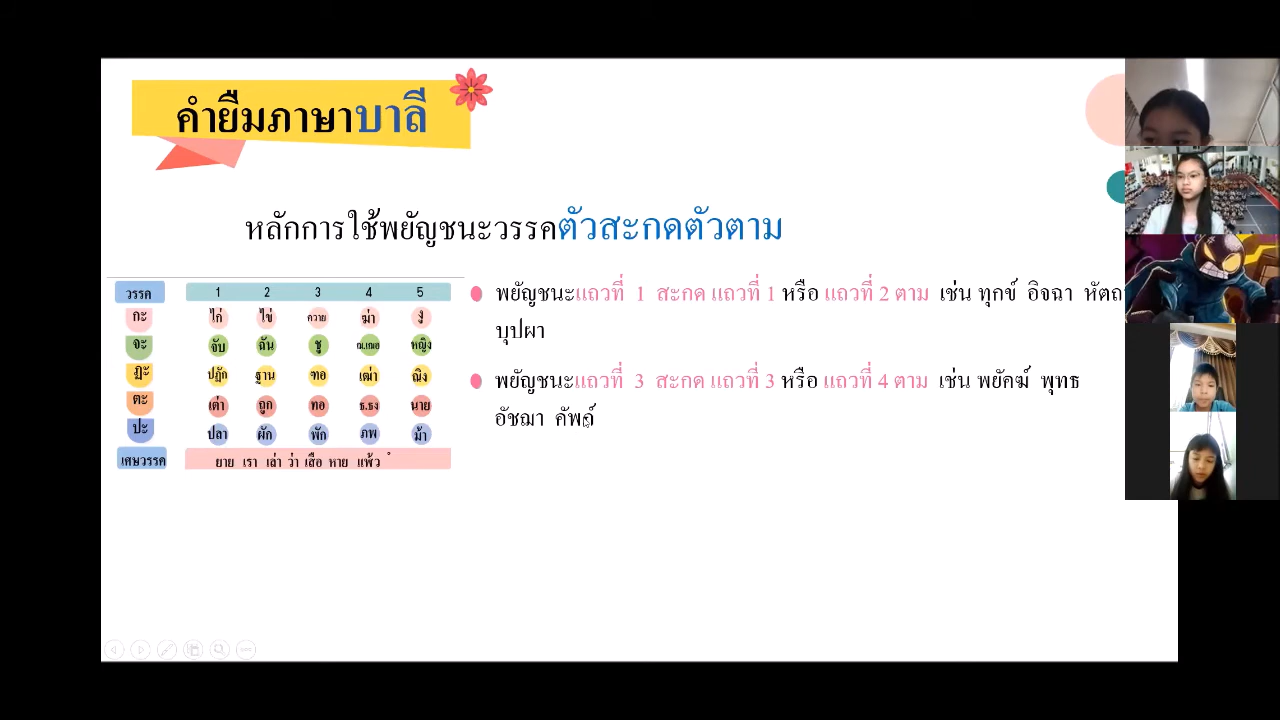 คำยืมภาษาบาลี
หลักการใช้พยัญชนะวรรคตัวสะกดตัวตาม
วรรค 1 2 3 4 5
กะ ไก่ ไข่ ควาย ฆ่า งู
จะ จับ ฉัน ชู ฌ.เฌอ หญิง
ฏะ ปฏัก ฐาน ฑอ เฒ่า ณิง
ตะ เต่า ถูก ทอ ธ.ธง นาย
ปะ ปลา ผัก พัก ภพ ม้า
เศษวรรค ยาย เรา เล่า ว่า เสือ หาย แพ้ว ํ
พยัญชนะแถวที่ 1 สะกด แถวที่ 1 หรือ แถวที่ 2 ตาม เช่น ทุกข์ อิจฉา หัตถ
บุปผา
พยัญชนะแถวที่ 3 สะกด แถวที่ 3 หรือ แถวที่ 4 ตาม เช่น พยัคฆ์ พุทธ
อัชฌา คัพภ์